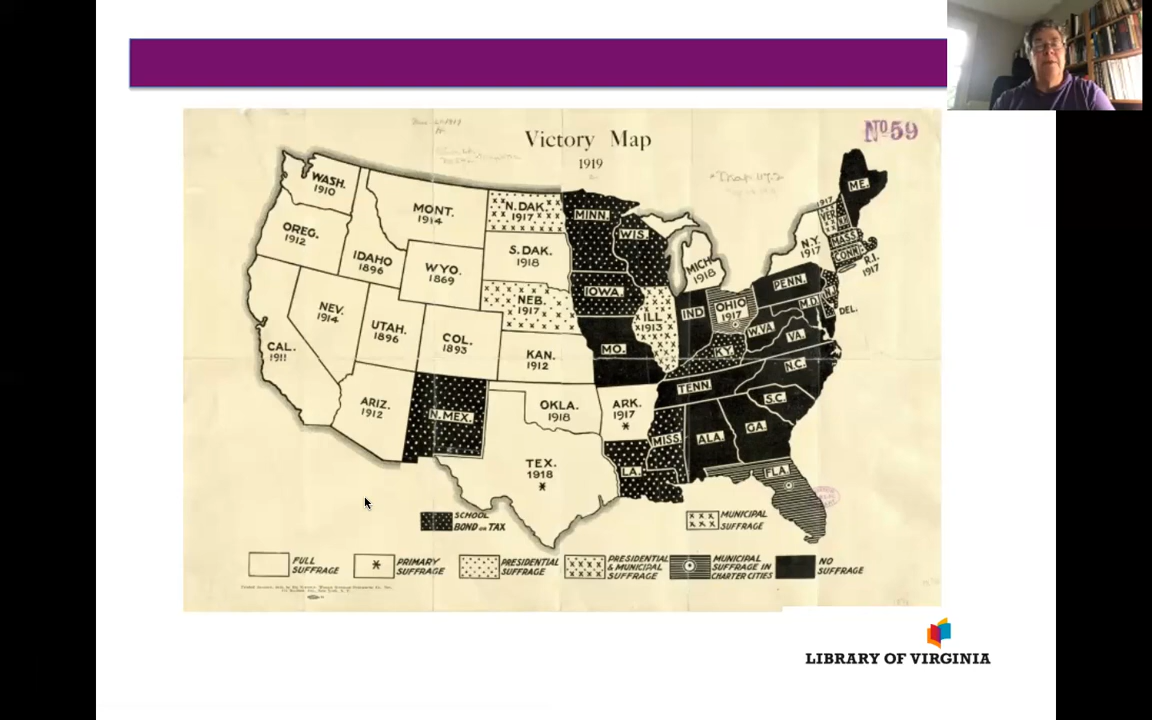 Victory Map
1919
Nº 59
WASH.
1910
OREG.
1912
CAL.
1911
NEV.
1914
IDAHO
1896
MONT.
1914
WYO.
1869
UTAH.
1896
COL.
1893
ARIZ.
1912
N.MEX.
N.DAK.
1917
S.DAK.
1918
NEB.
1917
KAN.
1912
OKLA.
1918
TEX.
1918
*
MINN.
IOWA.
MO.
ARK.
1917
*
LA.
WIS.
ILL
1913
MICH
1918
IND
OHIO
1917
KY.
TENN.
MISS.
ALA.
GA.
FLA.
S.C.
N.C.
VA.
W.VA
M.D.
DEL.
PENN.
N.J.
N.Y.
1917
1917
VER.
MASS
CONN.
R.I.
1917
ME.
SCHOOL
BOND OR TAX
MUNICIPAL
SUFFRAGE
FULL
SUFFRAGE
*
PRIMARY
SUFFRAGE
PRESIDENTIAL
SUFFRAGE
PRESIDENTIAL
& MUNICIPAL
SUFFRAGE
MUNICIPAL
SUFFRAGE IN
CHARTER CITIES
NO
SUFFRAGE
LIBRARY OF VIRGINIA